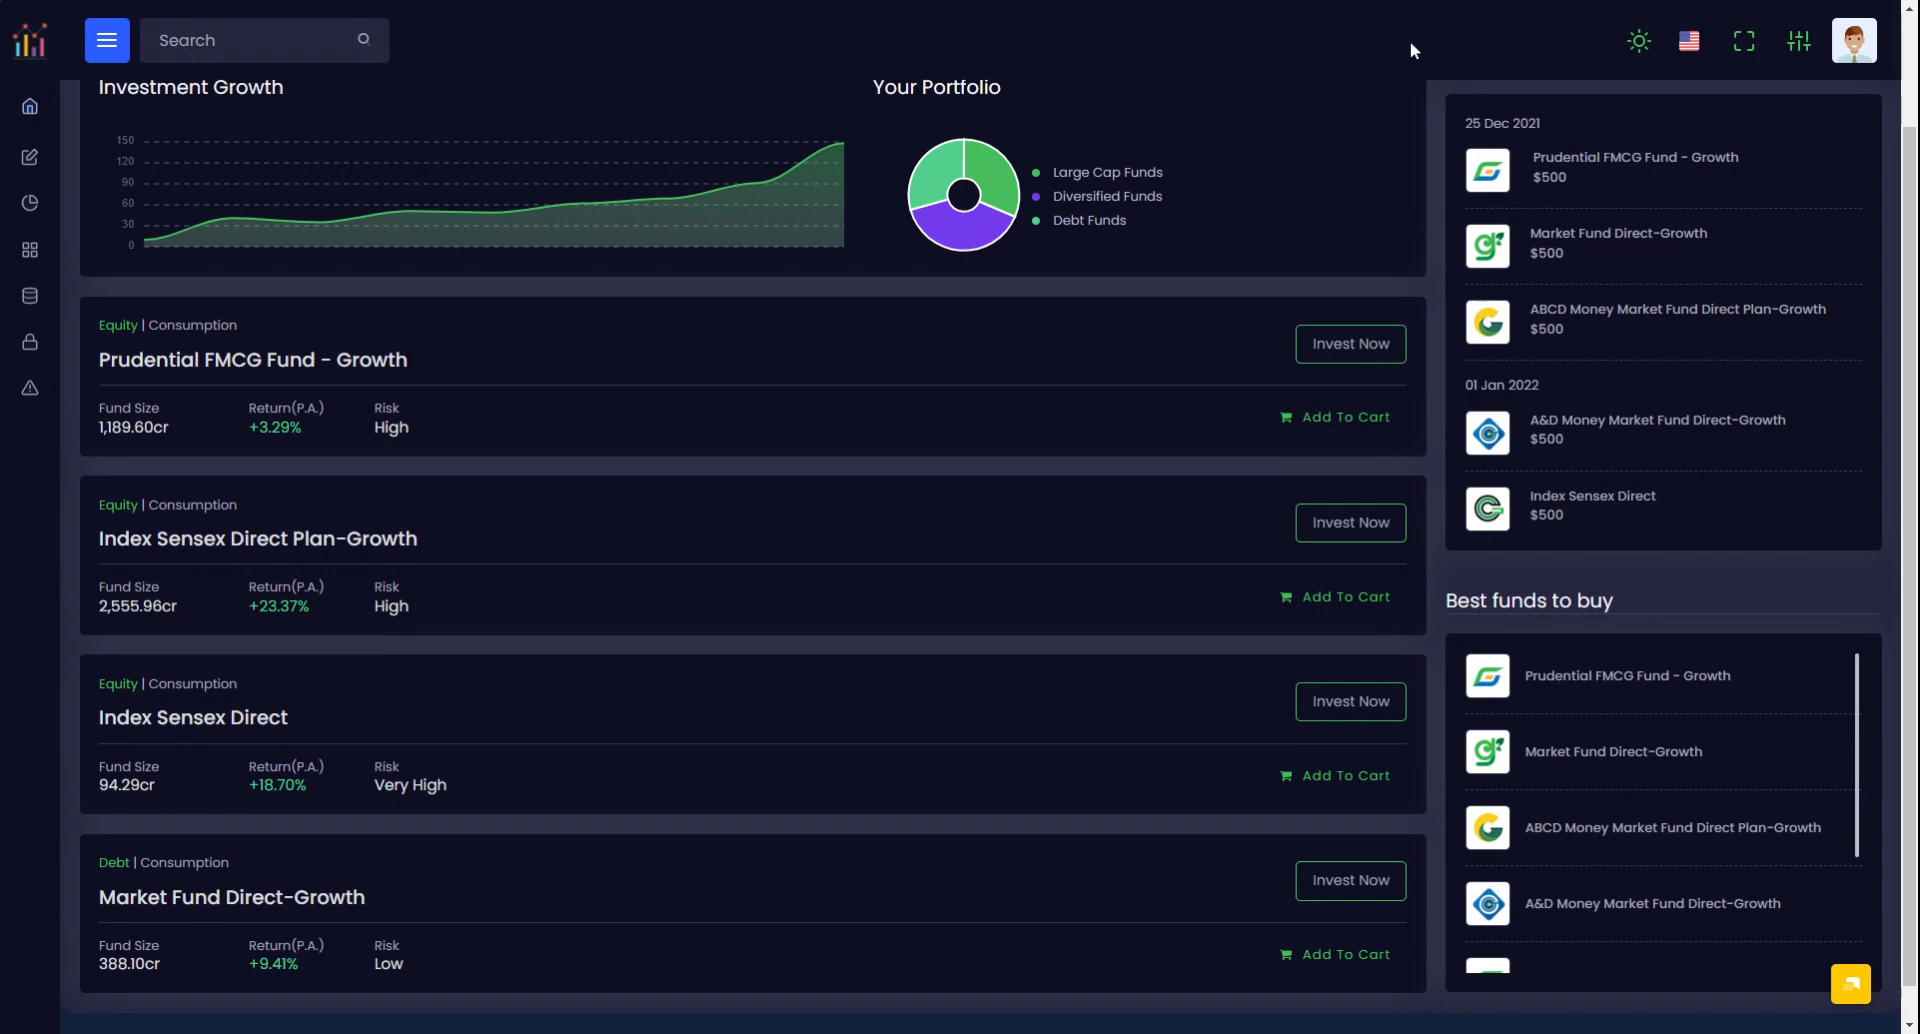 Search
Investment Growth
150
120
90
60
30
0
Your Portfolio
Large Cap Funds
Diversified Funds
Debt Funds
Equity | Consumption
Prudential FMCG Fund - Growth
Invest Now
Fund Size
1,189.60cr
Return(P.A.)
+3.29%
Risk
High
Add To Cart
Equity | Consumption
Index Sensex Direct Plan-Growth
Invest Now
Fund Size
2,555.96cr
Return(P.A.)
+23.37%
Risk
High
Add To Cart
Equity | Consumption
Index Sensex Direct
Invest Now
Fund Size
94.29cr
Return(P.A.)
+18.70%
Risk
Very High
Add To Cart
Debt | Consumption
Market Fund Direct-Growth
Invest Now
Fund Size
388.10cr
Return(P.A.)
+9.41%
Risk
Low
Add To Cart
25 Dec 2021
Prudential FMCG Fund - Growth
$500
Market Fund Direct-Growth
$500
ABCD Money Market Fund Direct Plan-Growth
$500
01 Jan 2022
A&D Money Market Fund Direct-Growth
$500
Index Sensex Direct
$500
Best funds to buy
Prudential FMCG Fund - Growth
Market Fund Direct-Growth
ABCD Money Market Fund Direct Plan-Growth
A&D Money Market Fund Direct-Growth